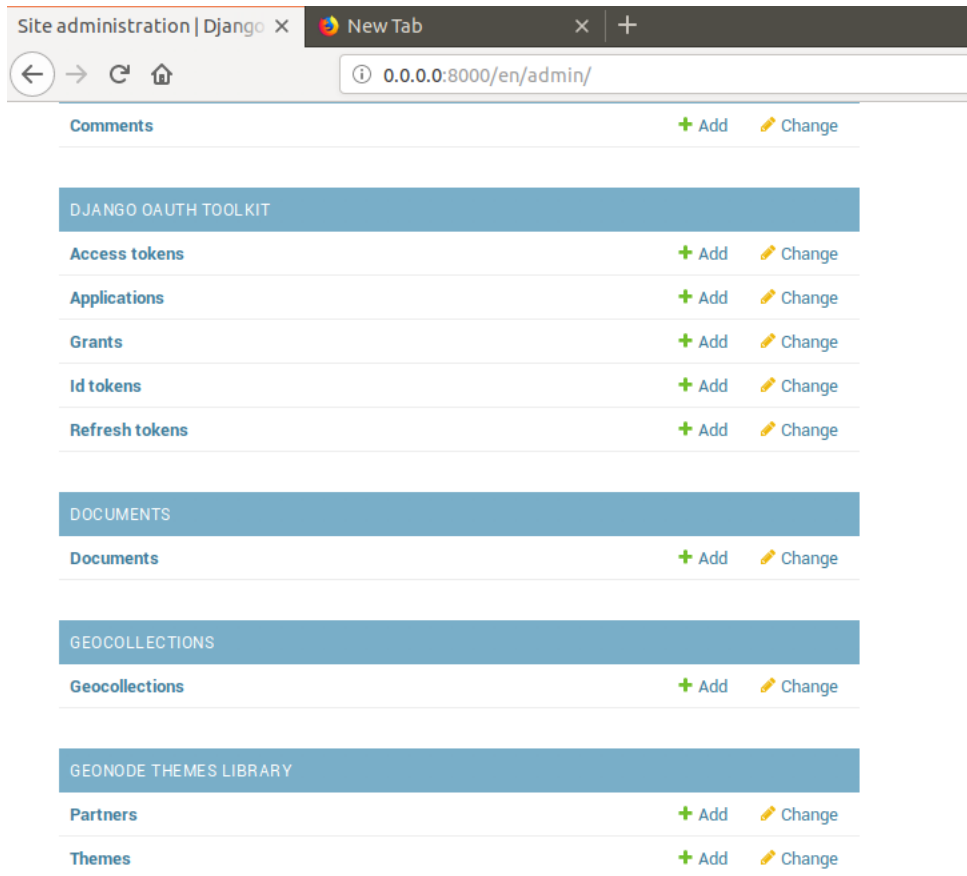 Site administration | Django
New Tab
0.0.0.0:8000/en/admin/
Comments Add Change
DJANGO OAUTH TOOLKIT
Access tokens Add Change
Applications Add Change
Grants Add Change
Id tokens Add Change
Refresh tokens Add Change
DOCUMENTS
Documents Add Change
GEOCOLLECTIONS
Geocollections Add Change
GEONODE THEMES LIBRARY
Partners Add Change
Themes Add Change